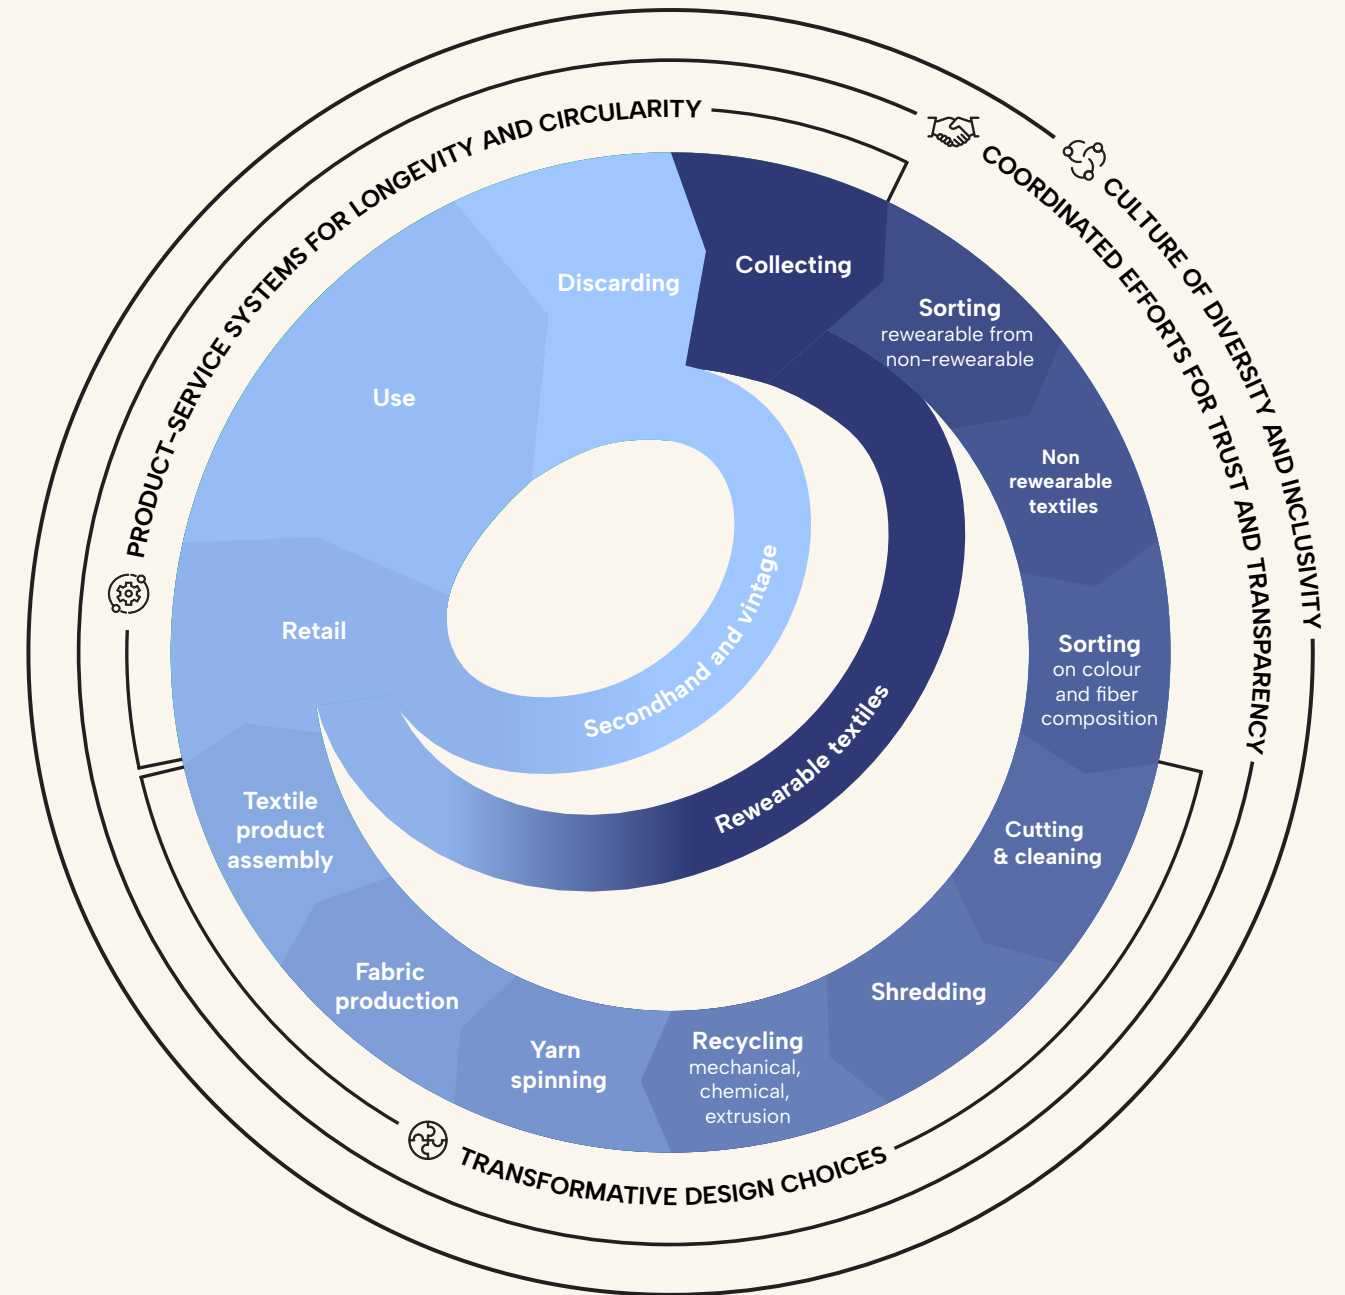 PRODUCT-SERVICE SYSTEMS FOR LONGEVITY AND CIRCULARITY
COORDINATED EFFORTS FOR TRUST AND TRANSPARENCY
CULTURE OF DIVERSITY AND INCLUSIVITY
Discarding
Collecting
Sorting
rewearable from
non-rewearable
Non
rewearable
textiles
Sorting
on colour
and fiber
composition
Cutting
& cleaning
Shredding
Recycling
mechanical,
chemical,
extrusion
Yarn
spinning
Fabric
production
Textile
product
assembly
Retail
Use
Secondhand and vintage
Rewearable textiles
TRANSFORMATIVE DESIGN CHOICES